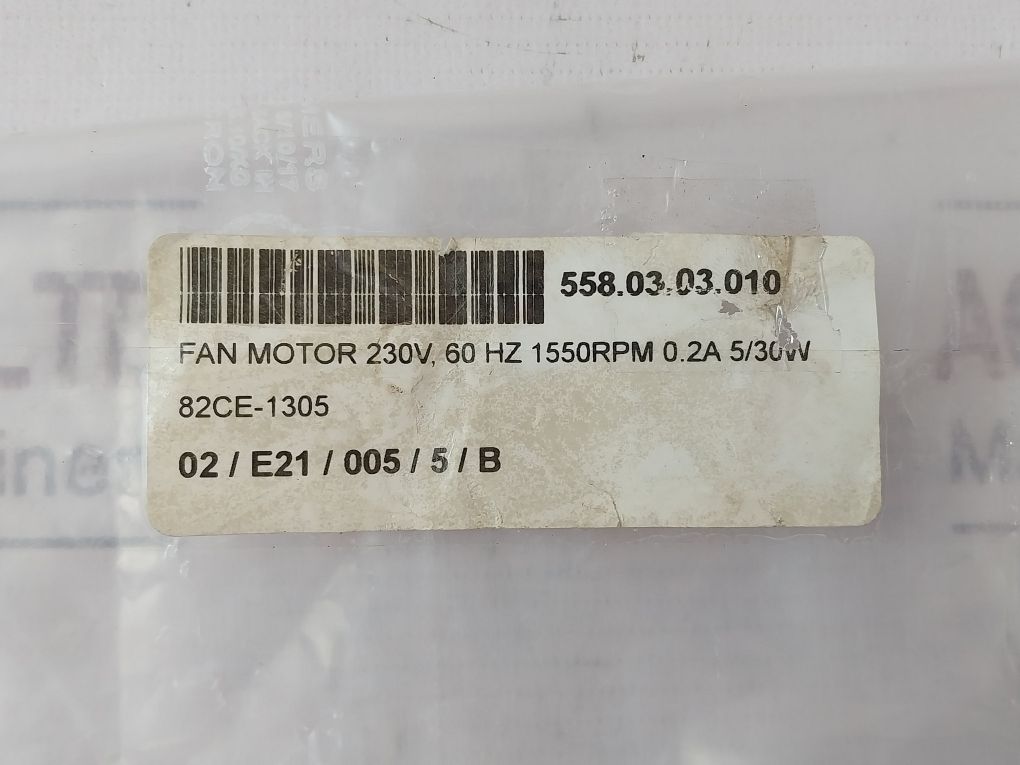 558.03.03.010
FAN MOTOR 230V, 60 HZ 1550RPM 0.2A 5/30W
82CE-1305
02 / E21 / 005 / 5 / B